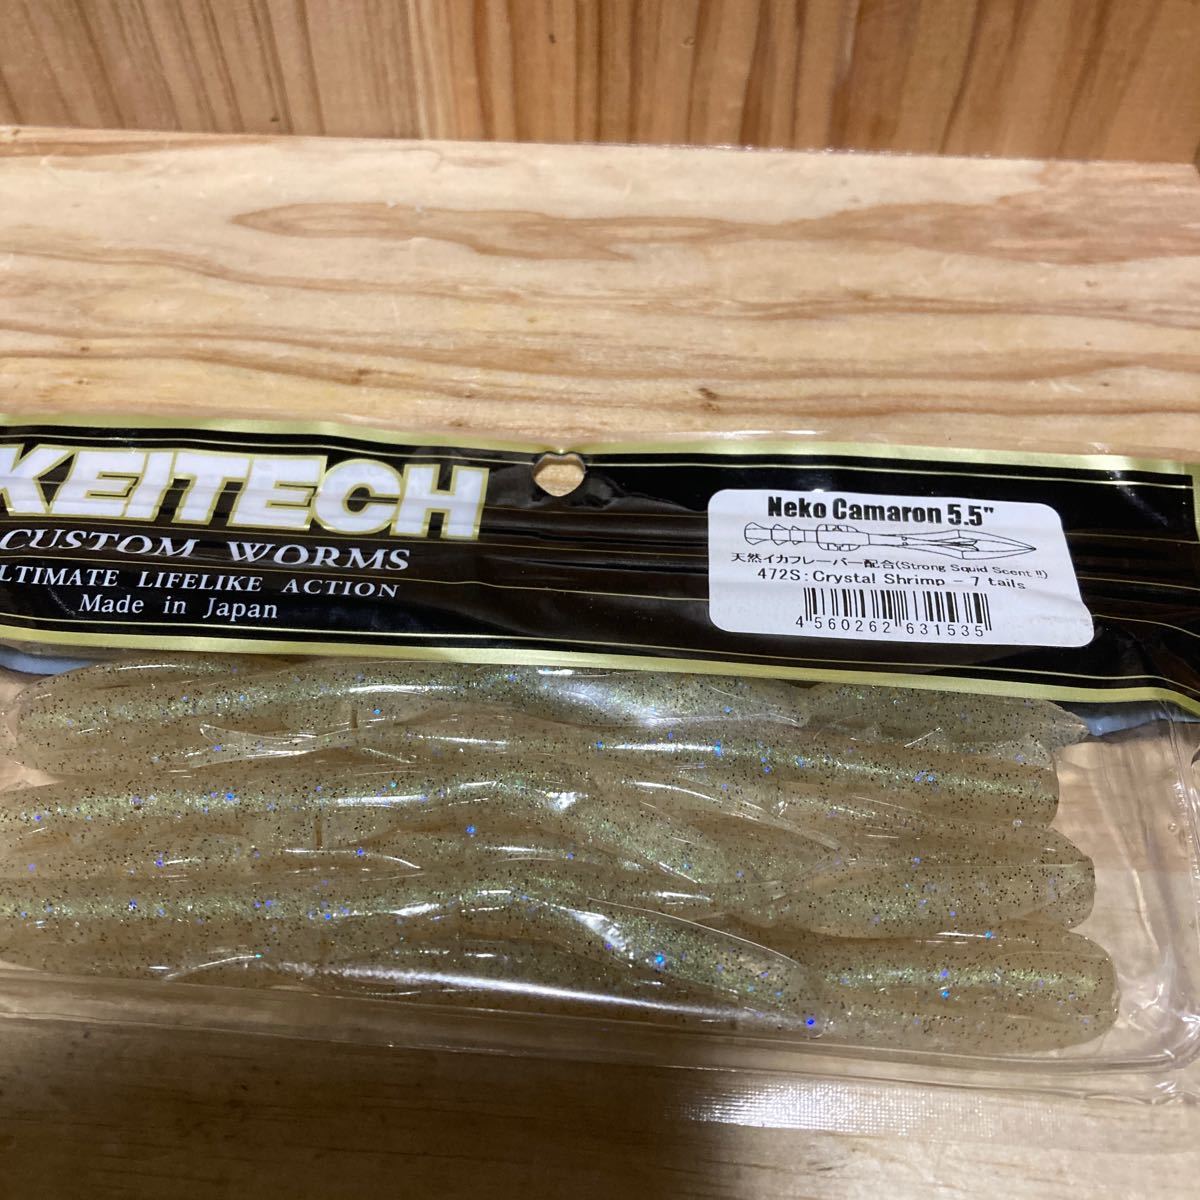 KEITECH
CUSTOM WORMS
LTIMATE LIFELIKE ACTION
Made in Japan
Neko Camaron 5.5"
天然イカフレーバー配合(Strong Squid Scent!!)
472S:Crystal Shrimp - 7 tails
4 560262 631535